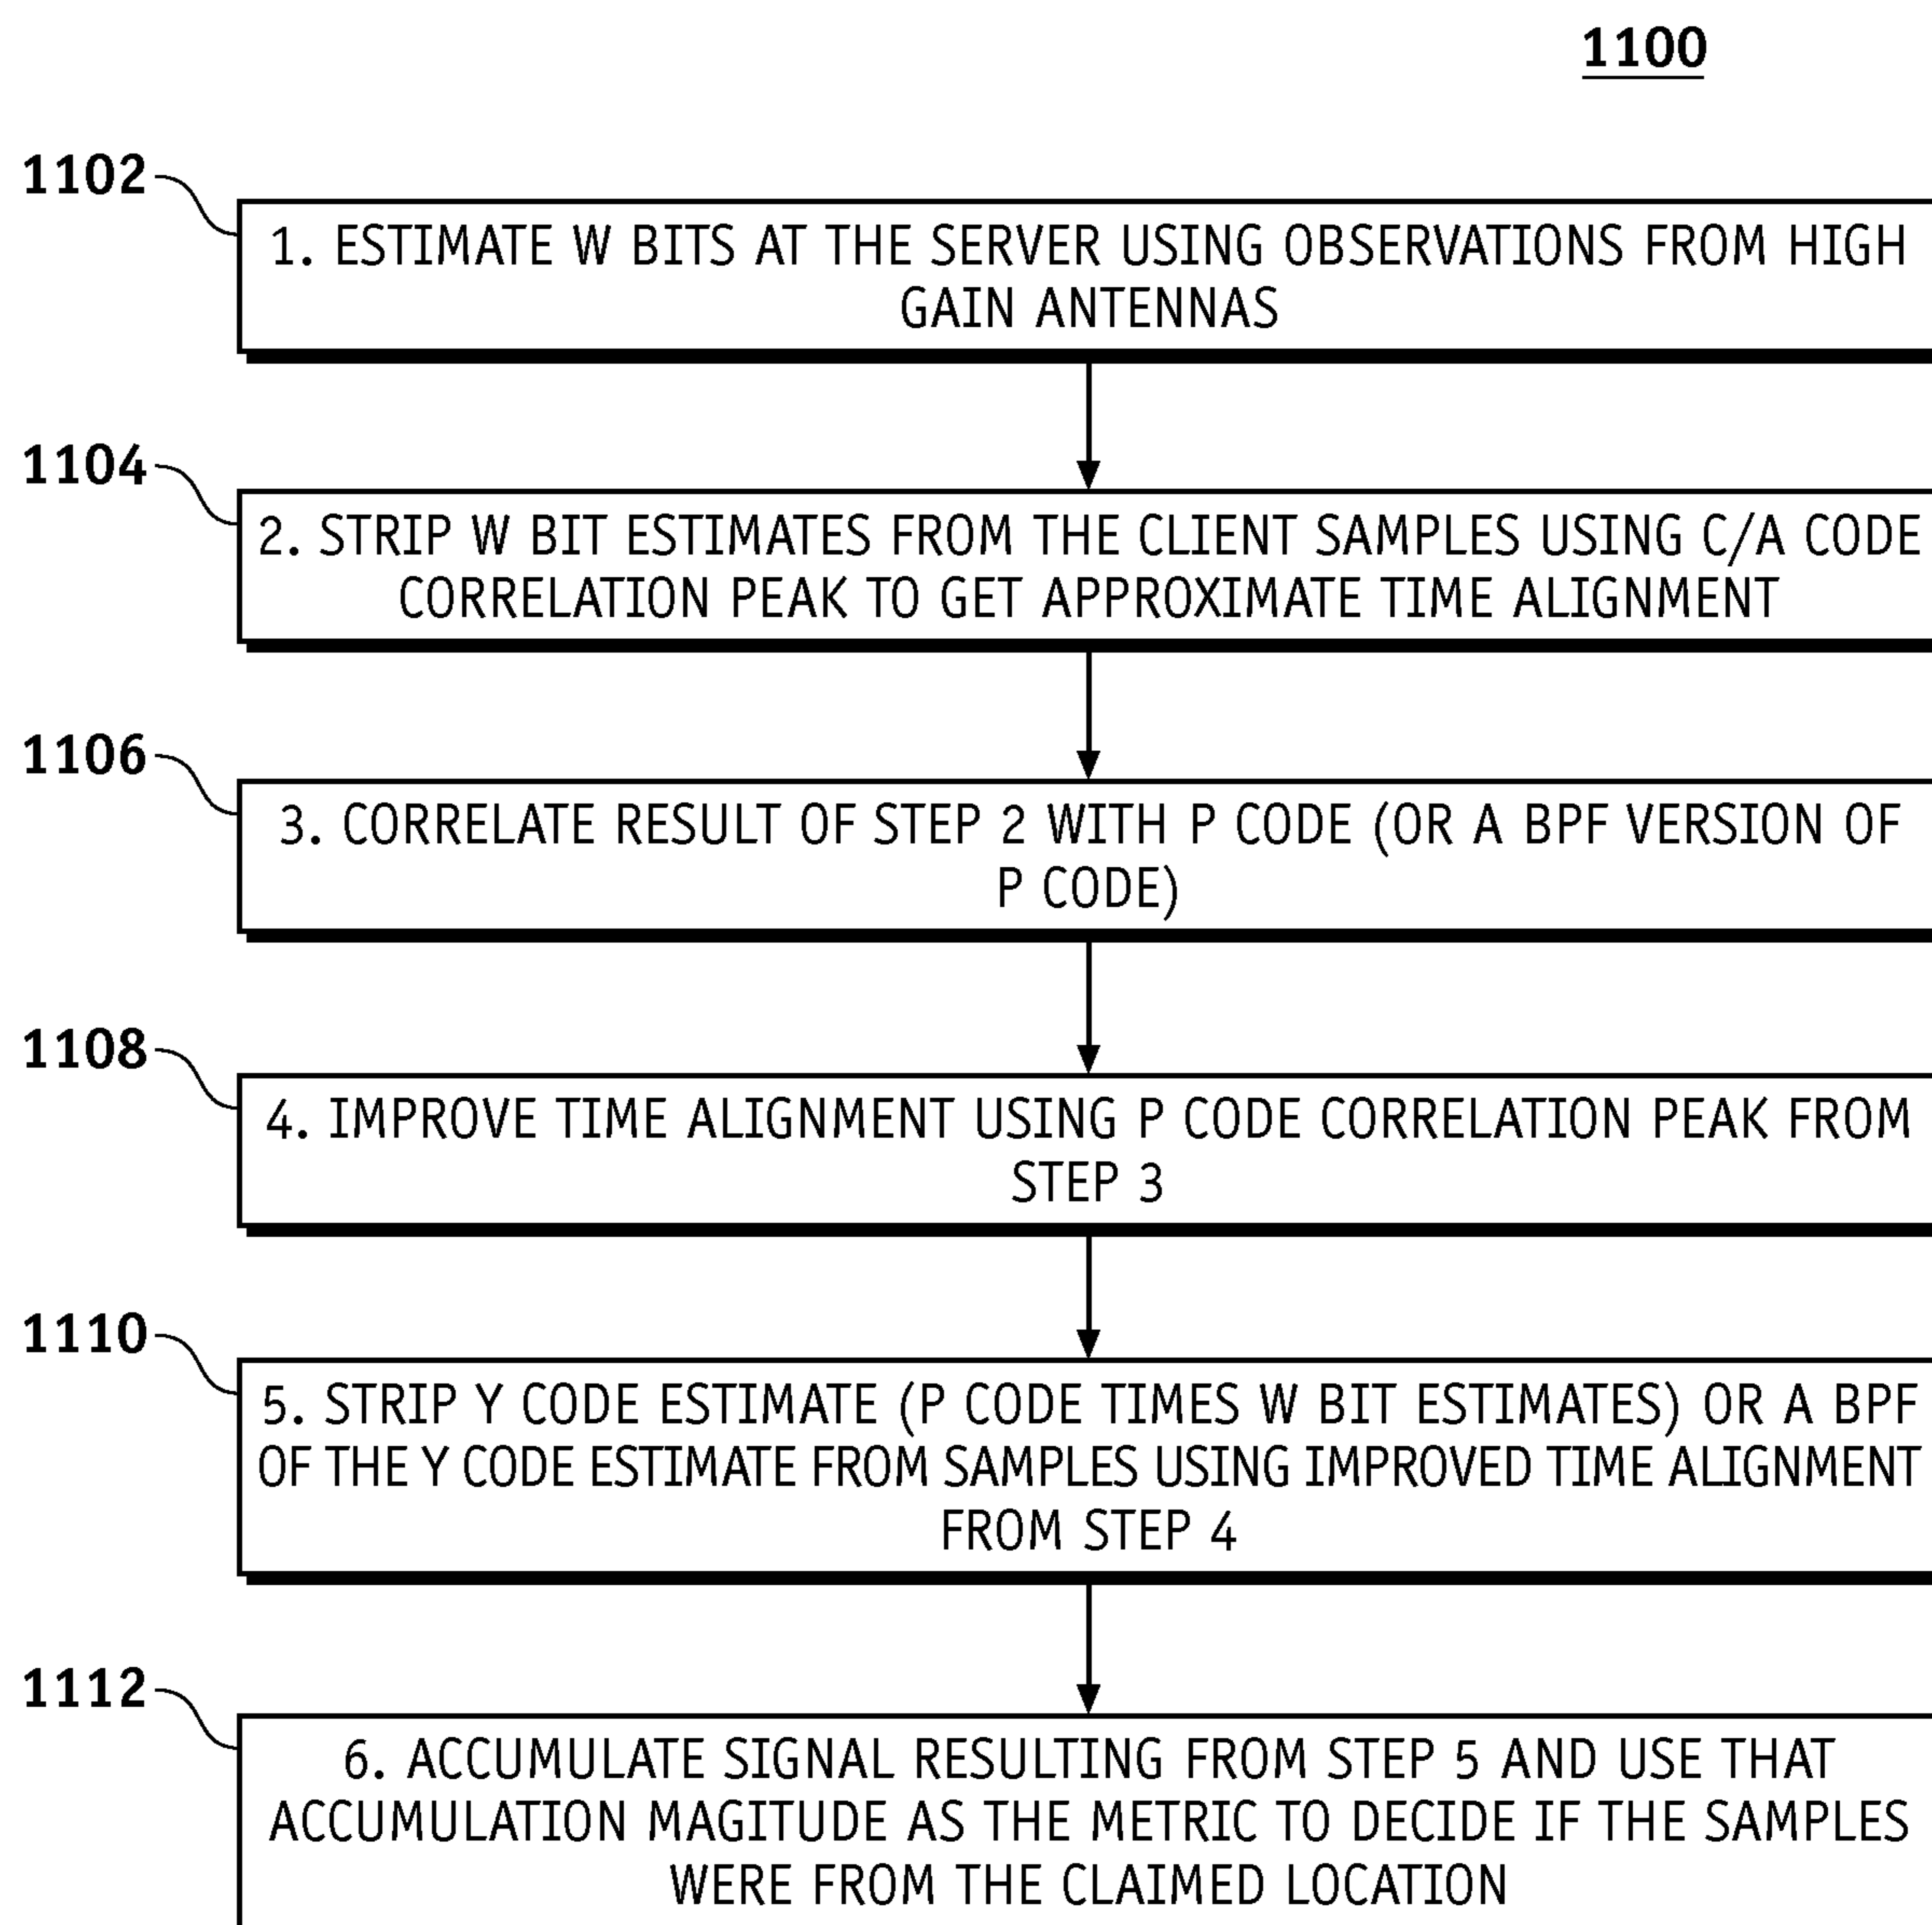 1100
1102
1. ESTIMATE W BITS AT THE SERVER USING OBSERVATIONS FROM HIGH
GAIN ANTENNAS
1104
2. STRIP W BIT ESTIMATES FROM THE CLIENT SAMPLES USING C/A CODE
CORRELATION PEAK TO GET APPROXIMATE TIME ALIGNMENT
1106
3. CORRELATE RESULT OF STEP 2 WITH P CODE (OR A BPF VERSION OF
P CODE)
1108
4. IMPROVE TIME ALIGNMENT USING P CODE CORRELATION PEAK FROM
STEP 3
1110
5. STRIP Y CODE ESTIMATE (P CODE TIMES W BIT ESTIMATES) OR A BPF
OF THE Y CODE ESTIMATE FROM SAMPLES USING IMPROVED TIME ALIGNMENT
FROM STEP 4
1112
6. ACCUMULATE SIGNAL RESULTING FROM STEP 5 AND USE THAT
ACCUMULATION MAGITUDE AS THE METRIC TO DECIDE IF THE SAMPLES
WERE FROM THE CLAIMED LOCATION